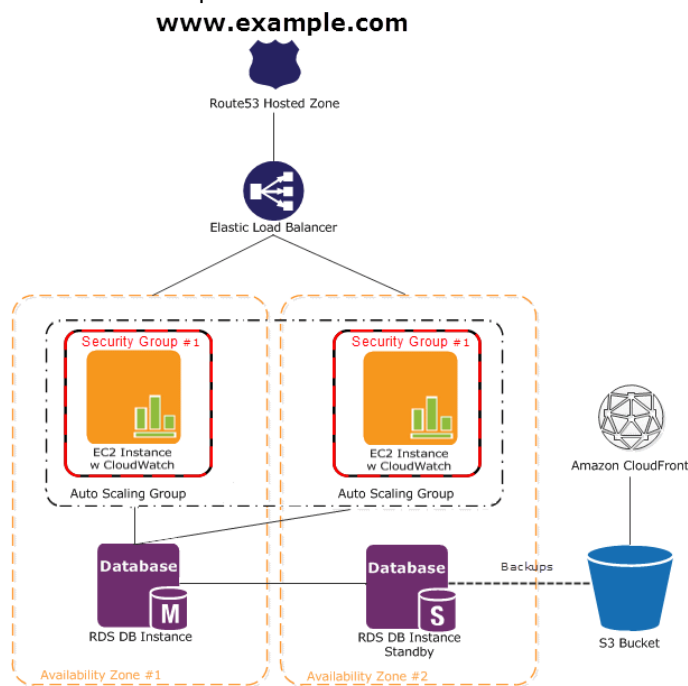 www.example.com
Route53 Hosted Zone
Elastic Load Balancer
Security Group #1
EC2 Instance
w CloudWatch
Auto Scaling Group
Security Group #1
EC2 Instance
w CloudWatch
Auto Scaling Group
Amazon CloudFront
Database
M
RDS DB Instance
Database
S
RDS DB Instance
Standby
Backups
S3 Bucket
Availability Zone #1
Availability Zone #2